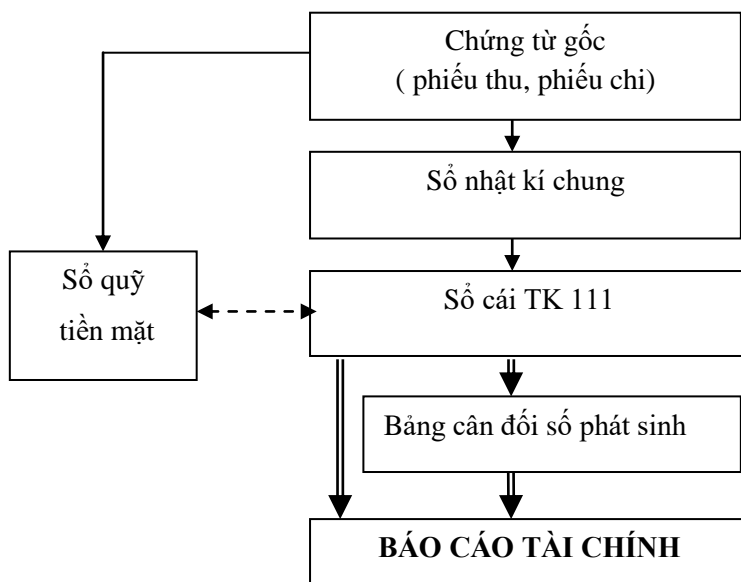 Chứng từ gốc
( phiếu thu, phiếu chi)
Sổ nhật kí chung
Sổ quỹ
tiền mặt
Sổ cái TK 111
Bảng cân đối số phát sinh
BÁO CÁO TÀI CHÍNH